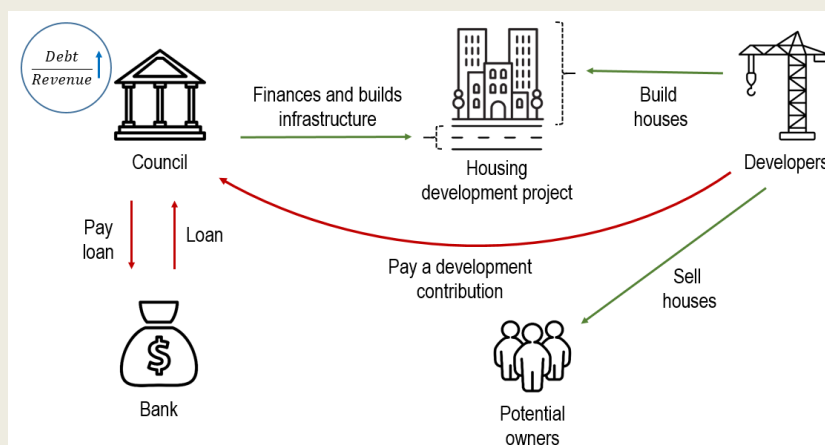 Debt
Revenue
Council
Finances and builds
infrastructure
Housing
development project
Build
houses
Developers
Pay
loan
Loan
Pay a development
contribution
Sell
houses
$
Bank
Potential
owners